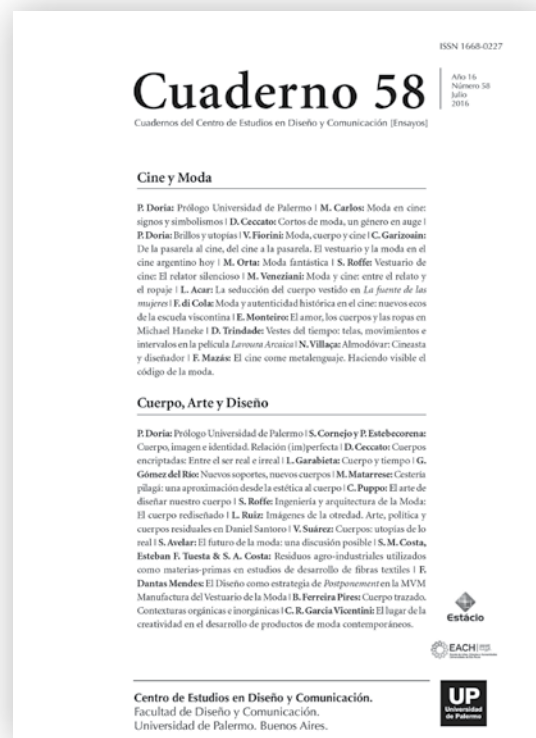 ISSN 1668-0227
Cuaderno 58
Año 16
Número 58
Julio
2016
Cuadernos del Centro de Estudios en Diseño y Comunicación [Ensayos]
Cine y Moda
P. Doria: Prólogo Universidad de Palermo | M. Carlos: Moda en cine:
signos y simbolismos | D. Ceccato: Cortos de moda, un género en auge |
P. Doria: Brillos y utopías | V. Fiorini: Moda, cuerpo y cine | C. Garizoain:
De la pasarela al cine, del cine a la pasarela. El vestuario y la moda en el
cine argentino hoy | M. Orta: Moda fantástica | S. Roffe: Vestuario de
cine: El relator silencioso | M. Veneziani: Moda y cine: entre el relato y
el ropaje | L. Acar: La seducción del cuerpo vestido en La fuente de las
mujeres | F. di Cola: Moda y autenticidad histórica en el cine: nuevos ecos
de la escuela viscontina | E. Monteiro: El amor, los cuerpos y las ropas en
Michael Haneke | D. Trindade: Vestes del tiempo: telas, movimientos e
intervalos en la película Lavoura Arcaica | N. Villaça: Almodóvar: Cineasta
y diseñador | F. Mazás: El cine come metalenguaje. Haciendo visible el
código de la moda.
Cuerpo, Arte y Diseño
P. Doria: Prólogo Universidad de Palermo | S. Cornejo y P. Estebecorena:
Cuerpo, imagen e identidad. Relación (im)perfecta | D. Ceccato: Cuerpos
encriptadas: Entre el ser real e irreal | L. Garabieta: Cuerpo y tiempo | G.
Gómez del Río: Nuevos soportes, nuevos cuerpos | M. Matarrese: Cestería
pilagá: una aproximación desde la estética al cuerpo | C. Puppo: El arte de
diseñar nuestro cuerpo | S. Roffe: Ingeniería y arquitectura de la Moda:
El cuerpo rediseñado | L. Ruiz: Imágenes de la otredad. Arte, política y
cuerpos residuales en Daniel Santoro | V. Suárez: Cuerpos: utopías de lo
real | S. Avelar: El futuro de la moda: una discusión posible | S. M. Costa,
Esteban F. Tuesta & S. A. Costa: Residuos agro-industriales utilizados
como materias-primas en estudios de desarrollo de fibras textiles | F.
Dantas Mendes: El Diseño como estrategia de Postponement en la MVM
Manufactura del Vestuario de la Moda | B. Ferreira Pires: Cuerpo trazado.
Contexturas orgánicas e inorgánicas | C. R. Garcia Vicentini: El lugar de la
creatividad en el desarrollo de productos de moda contemporáneos.
Estácio
EACH
Centro de Estudios en Diseño y Comunicación.
Facultad de Diseño y Comunicación.
Universidad de Palermo. Buenos Aires.
UP
Universidad
de Palermo